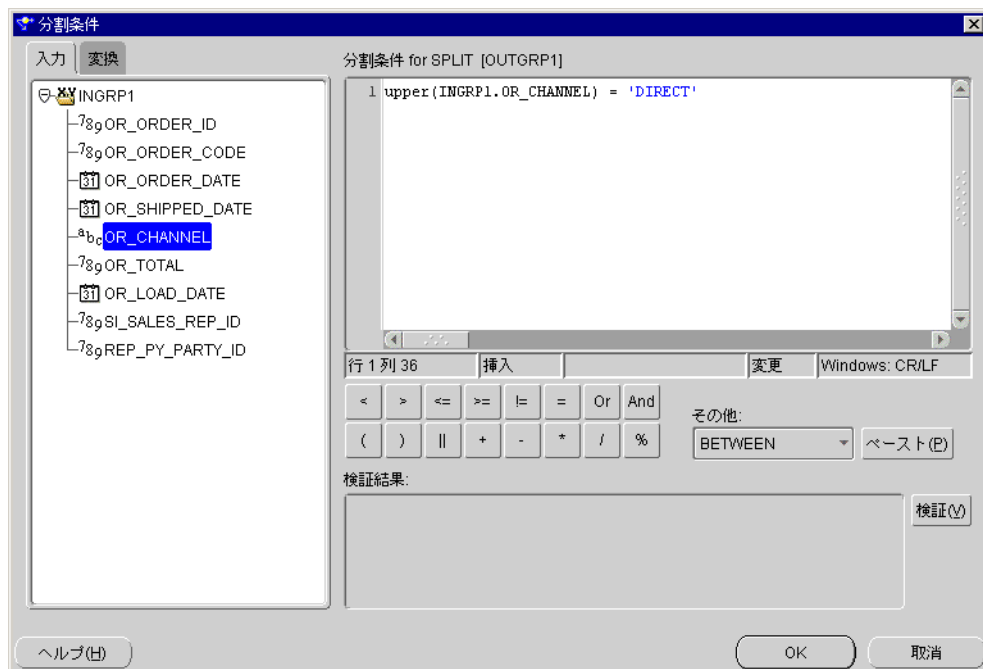 分割条件
入力 変換
分割条件 for SPLIT [OUTGRP1]
INGRP1
OR_ORDER_ID
OR_ORDER_CODE
OR_ORDER_DATE
OR_SHIPPED_DATE
OR_CHANNEL
OR_TOTAL
OR_LOAD_DATE
SI_SALES_REP_ID
REP_PY_PARTY_ID
1 upper(INGRP1.OR_CHANNEL) = 'DIRECT'
行 1 列 36 挿入 変更 Windows: CR/LF
< > <= >= != = Or And
( ) || + - * / %
その他:
BETWEEN ペースト(P)
検証結果:
検証(V)
ヘルプ(H) OK 取消